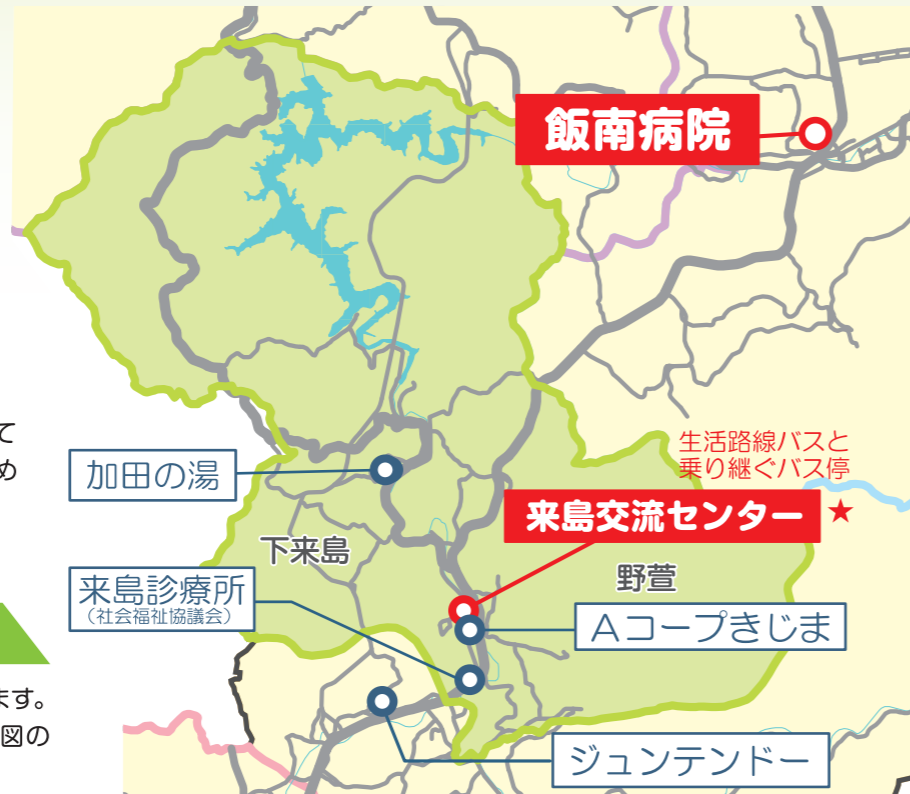 飯南病院
て
め
加田の湯
生活路線バスと
乗り継ぐバス停
来島交流センター ★
下来島
野萱
来島診療所
(社会福祉協議会)
Aコープきじま
ます。
図の
ジュンテンドー